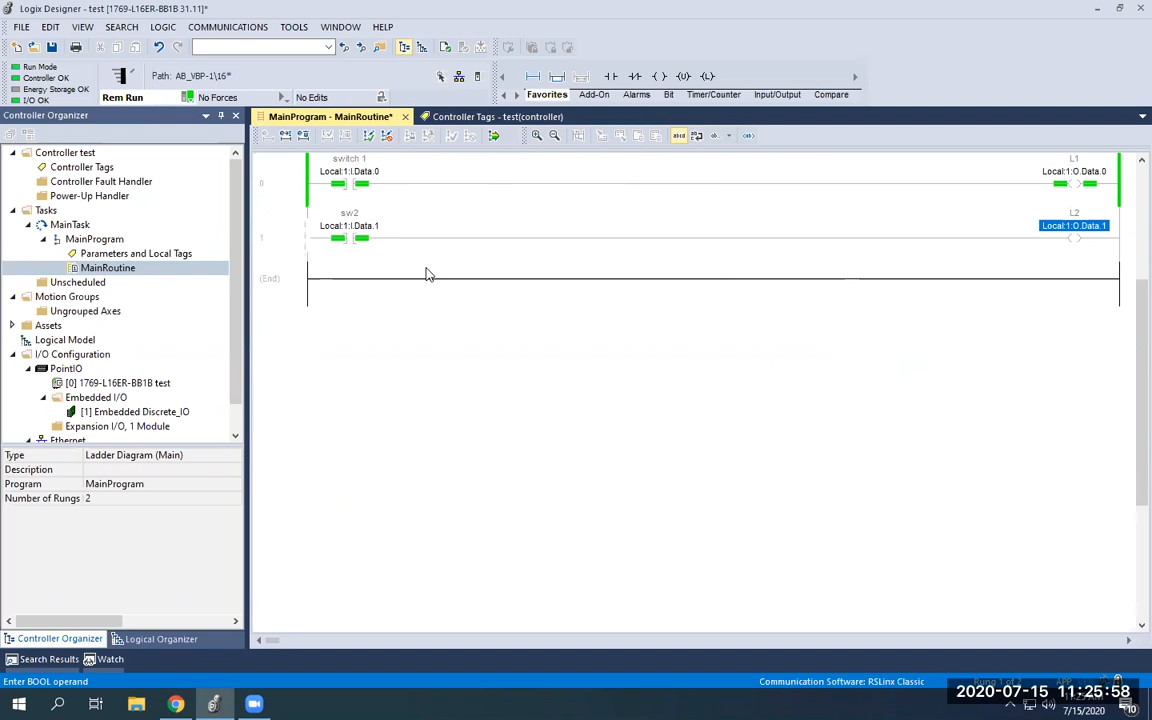 Logix Designer - test [1769-L16ER-BB1B 31.11]*
FILE EDIT VIEW SEARCH LOGIC COMMUNICATIONS TOOLS WINDOW HELP
Run Mode
Controller OK
Energy Storage OK
I/O OK
Path: AB_VBP-1\16*
Rem Run
No Forces
No Edits
Favorites Add-On Alarms Bit Timer/Counter Input/Output Compare
Controller Organizer
MainProgram - MainRoutine*
Controller Tags - test(controller)
Controller test
Controller Tags
Controller Fault Handler
Power-Up Handler
Tasks
MainTask
MainProgram
Parameters and Local Tags
MainRoutine
Unscheduled
Motion Groups
Ungrouped Axes
Assets
Logical Model
I/O Configuration
PointIO
[0] 1769-L16ER-BB1B test
Embedded I/O
[1] Embedded Discrete_IO
Expansion I/O, 1 Module
Ethernet
switch 1
Local:1:I.Data.0
L1
Local:1:O.Data.0
0
sw2
Local:1:I.Data.1
L2
Local:1:O.Data.1
1
(End)
Type Ladder Diagram (Main)
Description
Program MainProgram
Number of Rungs 2
Controller Organizer
Logical Organizer
Search Results
Watch
Enter BOOL operand
Communication Software: RSLinx Classic
2020-07-15 11:25:58
7/15/2020
10